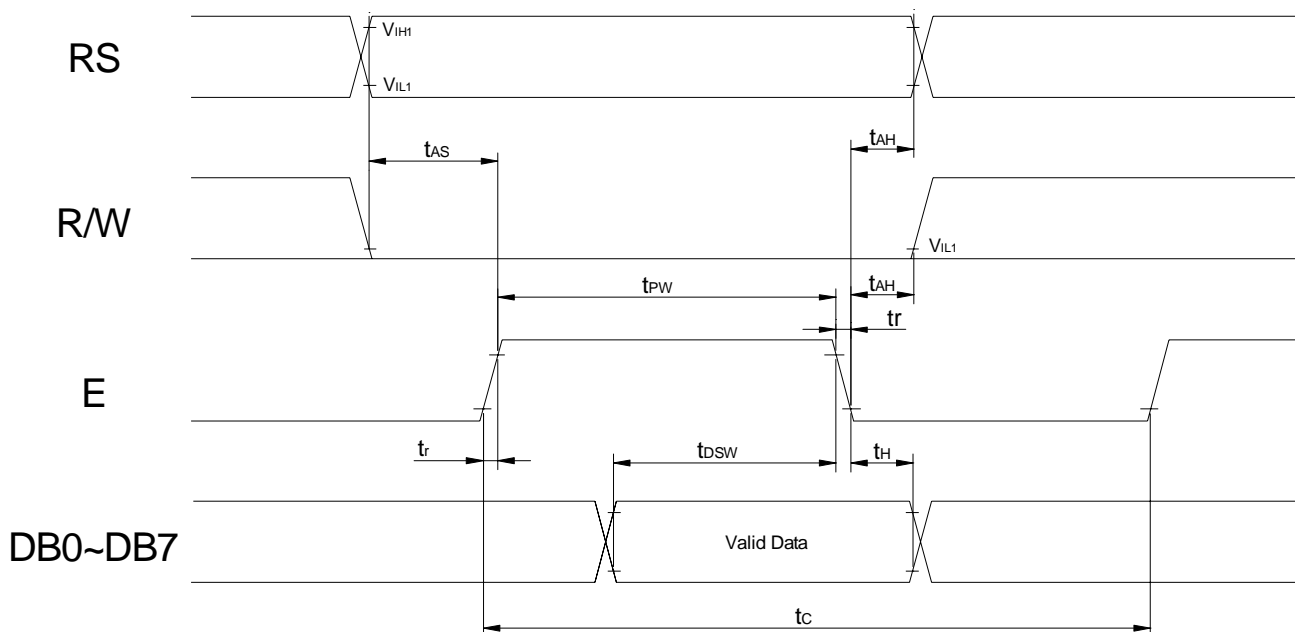 RS
VIH1
VIL1
tAS
tAH
R/W
VIL1
tPW
tAH
tr
E
tr
tDSW
tH
DB0~DB7
Valid Data
tC